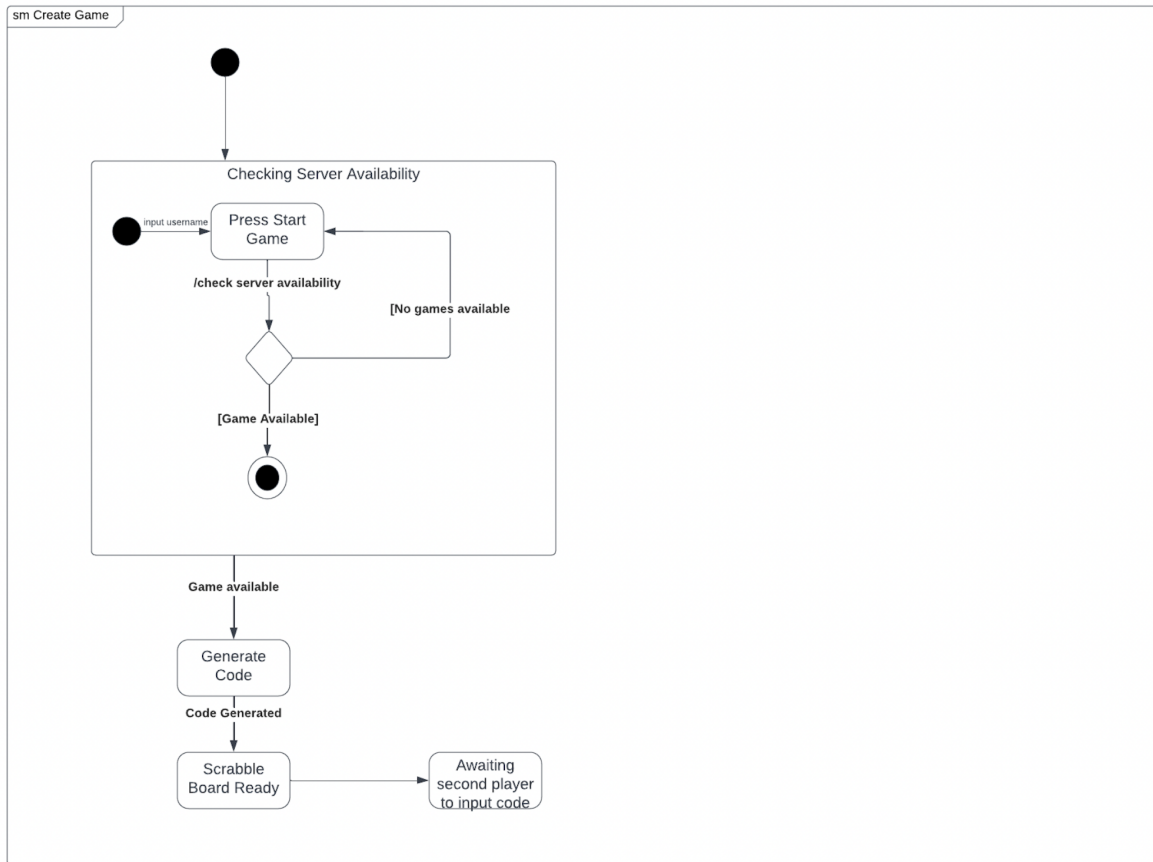 sm Create Game
Checking Server Availability
input username
Press Start
Game
/check server availability
[No games available
[Game Available]
Game available
Generate
Code
Code Generated
Scrabble
Board Ready
Awaiting
second player
to input code